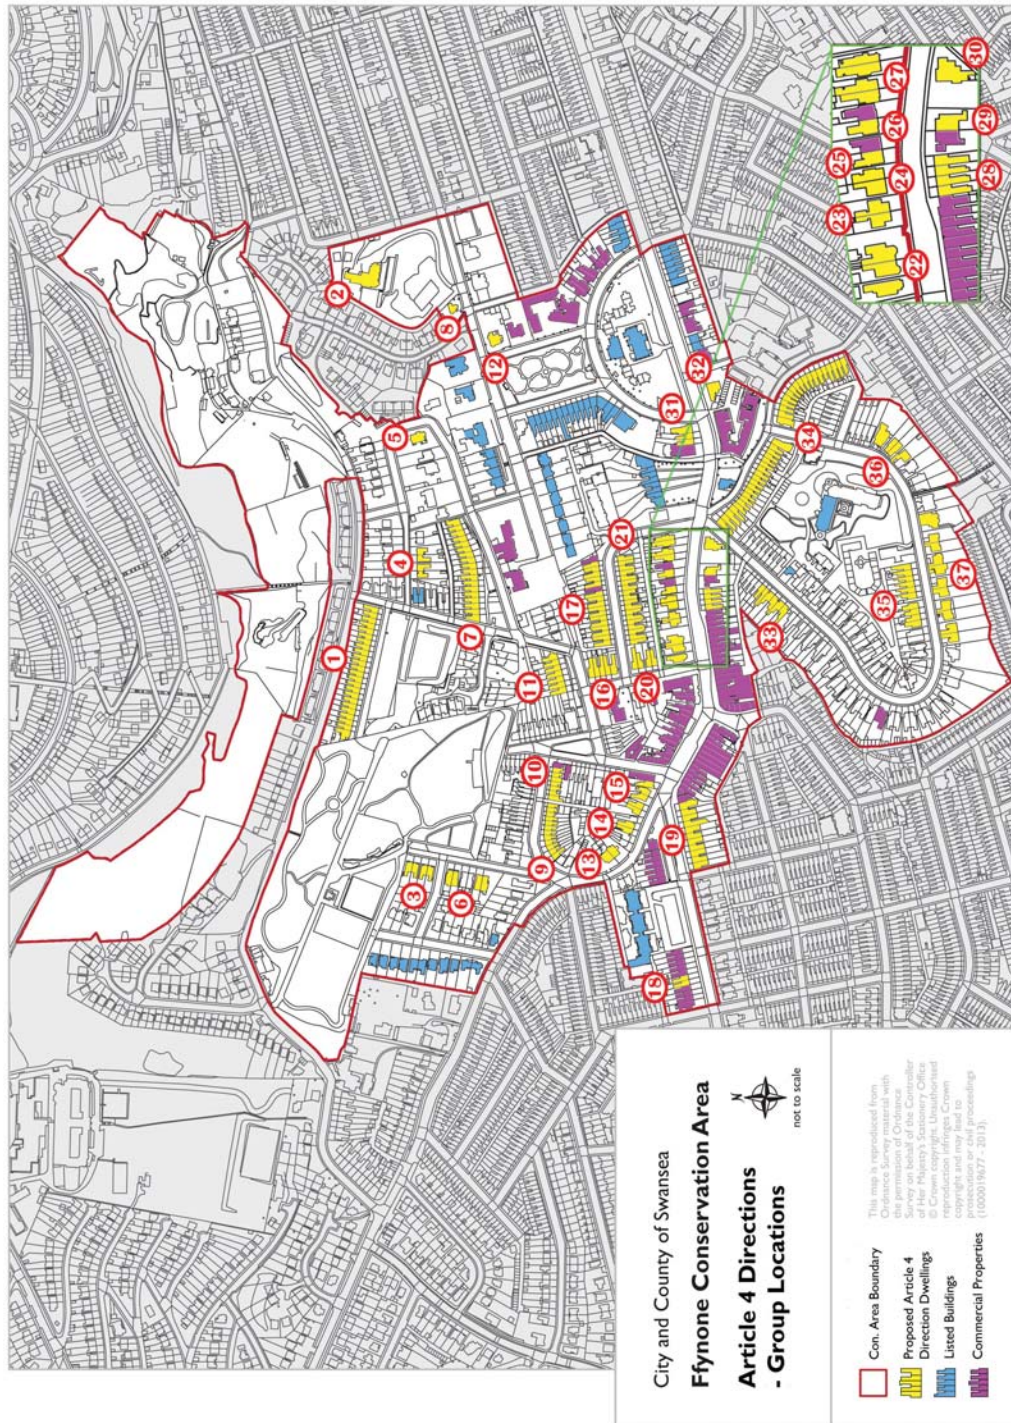 City and County of Swansea
Ffynone Conservation Area
Article 4 Directions
- Group Locations
N
not to scale
Con. Area Boundary
Proposed Article 4
Direction Dwellings
Listed Buildings
Commercial Properties
This map is reproduced from
Ordnance Survey material with
the permission of Ordnance
Survey on behalf of the Controller
of Her Majesty's Stationery Office
© Crown copyright. Unauthorised
reproduction infringes Crown
copyright and may lead to
prosecution or civil proceedings
(100019677 - 2013).
1
2
3
4
5
6
7
8
9
10
11
12
13
14
15
16
17
18
19
20
21
22
23
24
25
26
27
28
29
30
31
32
33
34
35
36
37